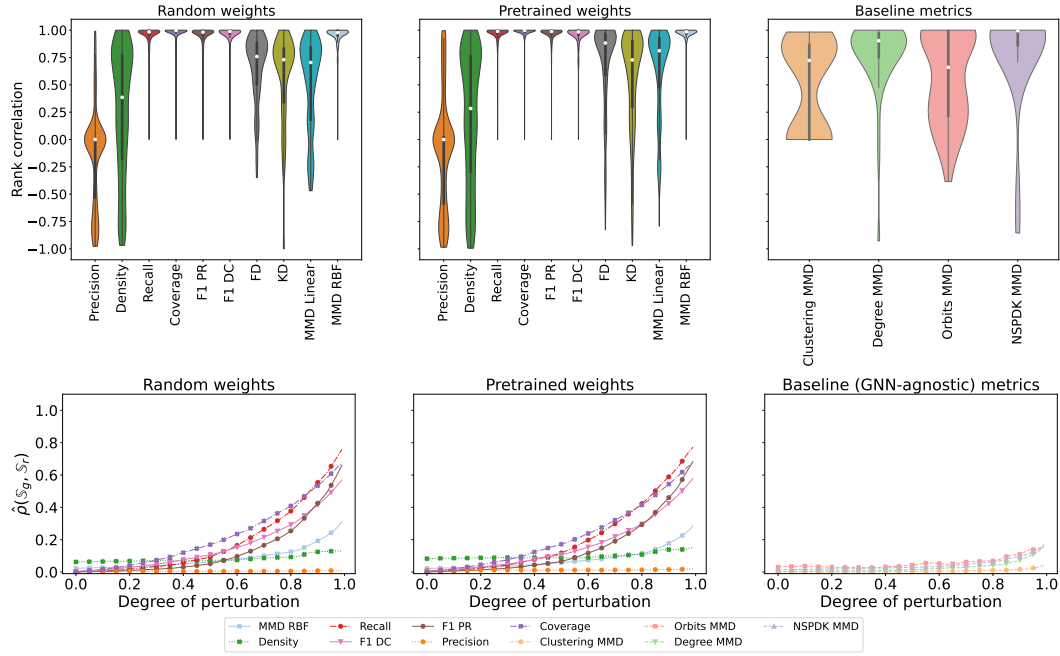 Random weights
Pretrained weights
Baseline metrics
Rank correlation
1.00
0.75
0.50
0.25
0.00
−0.25
−0.50
−0.75
−1.00
Precision
Density
Recall
Coverage
F1 PR
F1 DC
FD
KD
MMD Linear
MMD RBF
Precision
Density
Recall
Coverage
F1 PR
F1 DC
FD
KD
MMD Linear
MMD RBF
Clustering MMD
Degree MMD
Orbits MMD
NSPDK MMD
Random weights
Pretrained weights
Baseline (GNN-agnostic) metrics
ρ̂(𝕊g, 𝕊r)
1.0
0.8
0.6
0.4
0.2
0.0
0.0 0.2 0.4 0.6 0.8 1.0
0.0 0.2 0.4 0.6 0.8 1.0
0.0 0.2 0.4 0.6 0.8 1.0
Degree of perturbation
Degree of perturbation
Degree of perturbation
MMD RBF Recall F1 PR Coverage Orbits MMD NSPDK MMD
Density F1 DC Precision Clustering MMD Degree MMD